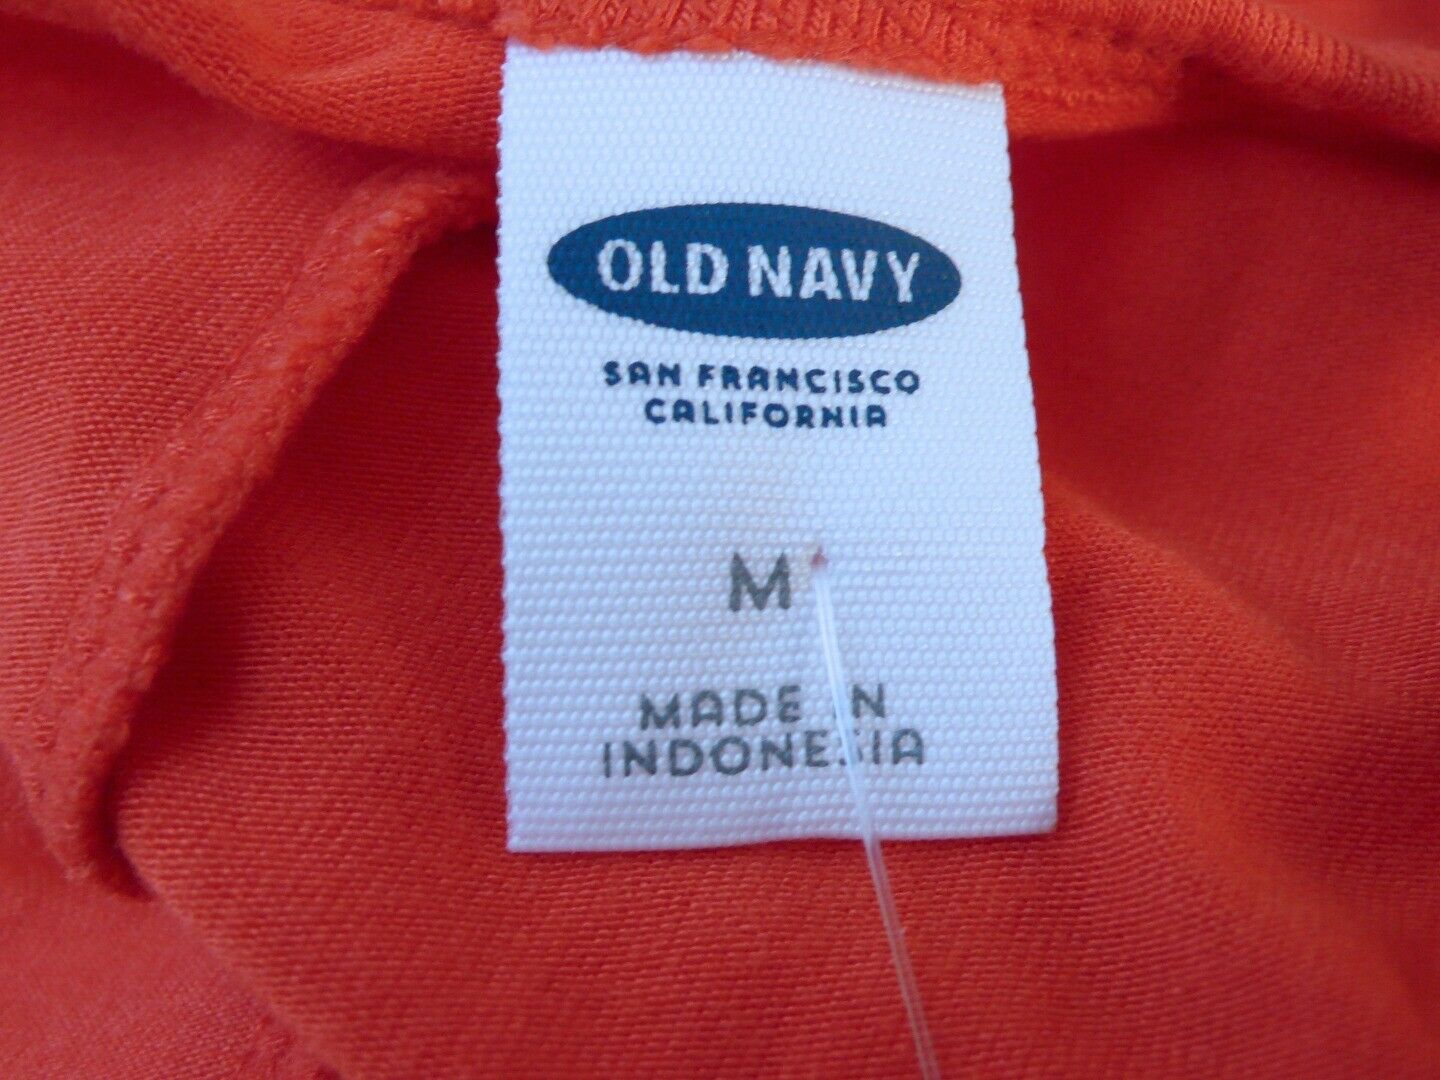 OLD NAVY
SAN FRANCISCO
CALIFORNIA
M
MADE IN
INDONESIA